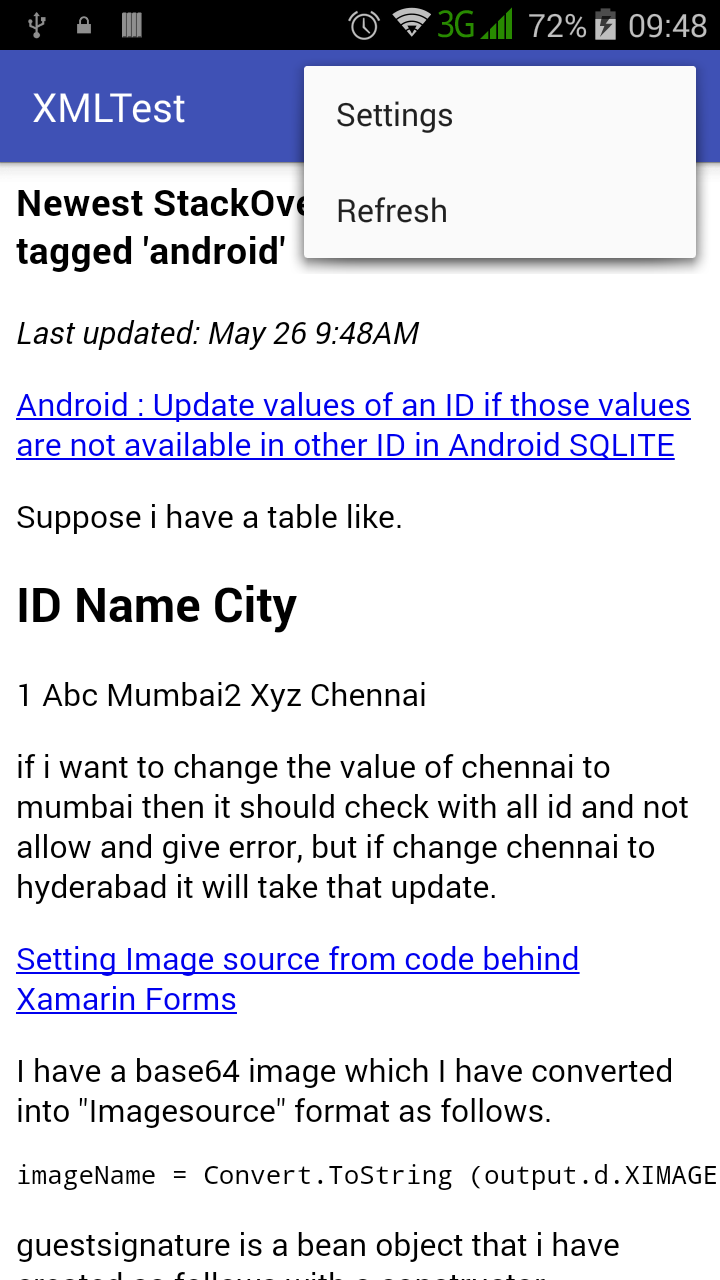 3G 72% 09:48
XMLTest
Settings
Refresh
Newest StackOve
tagged 'android'
Last updated: May 26 9:48AM
Android : Update values of an ID if those values
are not available in other ID in Android SQLITE
Suppose i have a table like.
ID Name City
1 Abc Mumbai2 Xyz Chennai
if i want to change the value of chennai to
mumbai then it should check with all id and not
allow and give error, but if change chennai to
hyderabad it will take that update.
Setting Image source from code behind
Xamarin Forms
I have a base64 image which I have converted
into "Imagesource" format as follows.
imageName = Convert.ToString (output.d.XIMAGE
guestsignature is a bean object that i have
created as follows with a constructor